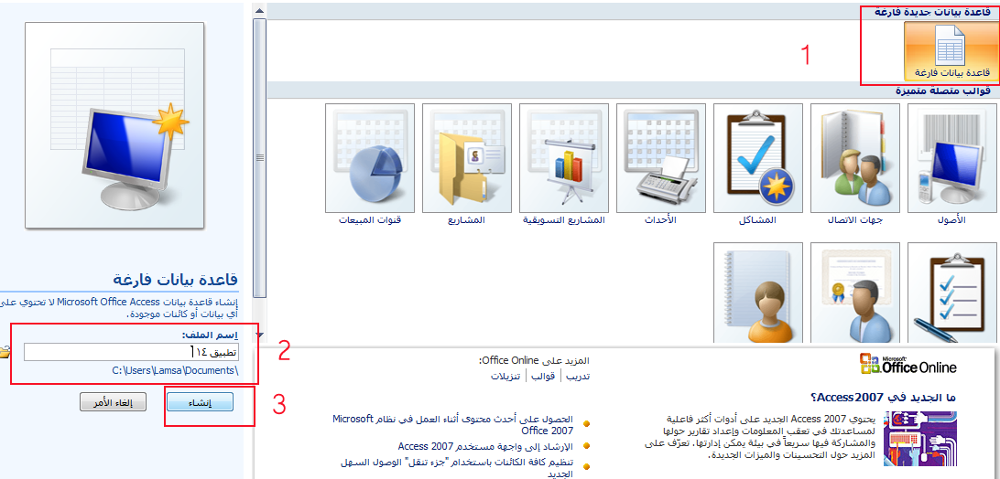 قاعدة بيانات جديدة فارغة
1
قاعدة بيانات فارغة
قوالب متصلة متميزة
الأصول
جهات الاتصال
المشاكل
الأحداث
المشاريع التسويقية
المشاريع
قنوات المبيعات
قاعدة بيانات فارغة
إنشاء قاعدة بيانات Microsoft Office Access لا تحتوي على
أي بيانات أو كائنات موجودة.
إسم الملف:
تطبيق ١٤
2
C:\Users\Lamsa\Documents\
إنشاء
إلغاء الأمر
3
Microsoft
Office Online
المزيد على Office Online:
تدريب | قوالب | تنزيلات
ما الجديد في Access2007؟
يحتوي Access 2007 الجديد على أدوات أكثر فاعلية
لمساعدتك في تعقب المعلومات وإعداد تقارير حولها
والمشاركة فيها سريعاً في بيئة يمكن إدارتها. تعرّف على
المزيد حول التحسينات والميزات الجديدة.
الحصول على أحدث محتوى أثناء العمل في نظام Microsoft
Office 2007
الإرشاد إلى واجهة مستخدم Access 2007
تنظيم كافة الكائنات باستخدام "جزء تنقل" الوصول السهل
الجديد